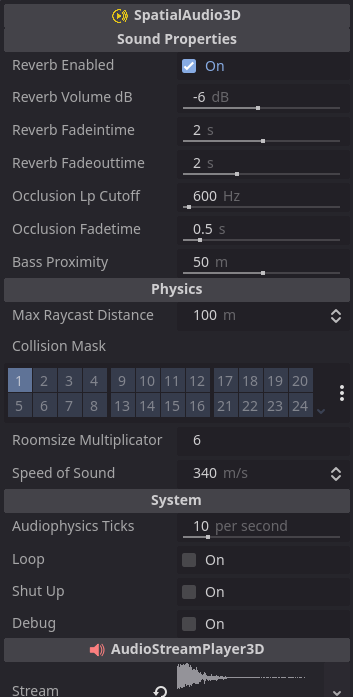 SpatialAudio3D
Sound Properties
Reverb Enabled On
Reverb Volume dB -6 dB
Reverb Fadeintime 2 s
Reverb Fadeouttime 2 s
Occlusion Lp Cutoff 600 Hz
Occlusion Fadetime 0.5 s
Bass Proximity 50 m
Physics
Max Raycast Distance 100 m
Collision Mask
1 2 3 4 9 10 11 12 17 18 19 20
5 6 7 8 13 14 15 16 21 22 23 24
Roomsize Multiplicator 6
Speed of Sound 340 m/s
System
Audiophysics Ticks 10 per second
Loop On
Shut Up On
Debug On
AudioStreamPlayer3D
Stream